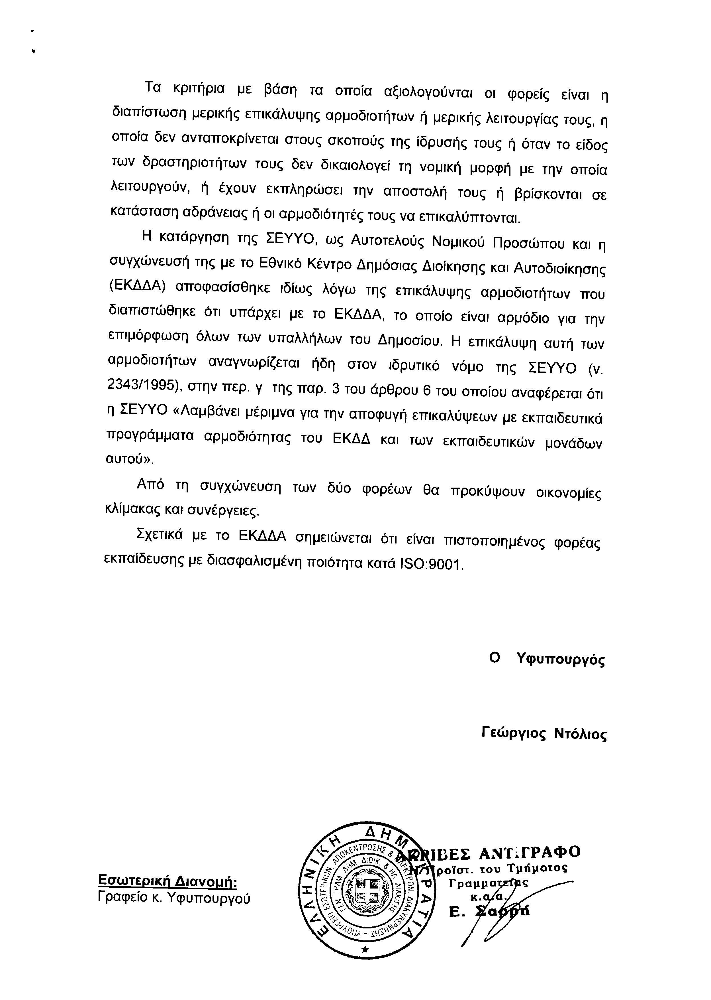 Τα κριτήρια με βάση τα οποία αξιολογούνται οι φορείς είναι η
διαπίστωση μερικής επικάλυψης αρμοδιοτήτων ή μερικής λειτουργίας τους, η
οποία δεν ανταποκρίνεται στους σκοπούς της ίδρυσής τους ή όταν το είδος
των δραστηριοτήτων τους δεν δικαιολογεί τη νομική μορφή με την οποία
λειτουργούν, ή έχουν εκπληρώσει την αποστολή τους ή βρίσκονται σε
κατάσταση αδράνειας ή οι αρμοδιότητές τους να επικαλύπτονται.
Η κατάργηση της ΣΕΥΥΟ, ως Αυτοτελούς Νομικού Προσώπου και η
συγχώνευσή της με το Εθνικό Κέντρο Δημόσιας Διοίκησης και Αυτοδιοίκησης
(ΕΚΔΔΑ) αποφασίσθηκε ιδίως λόγω της επικάλυψης αρμοδιοτήτων που
διαπιστώθηκε ότι υπάρχει με το ΕΚΔΔΑ, το οποίο είναι αρμόδιο για την
επιμόρφωση όλων των υπαλλήλων του Δημοσίου. Η επικάλυψη αυτή των
αρμοδιοτήτων αναγνωρίζεται ήδη στον ιδρυτικό νόμο της ΣΕΥΥΟ (ν.
2343/1995), στην περ. γ της παρ. 3 του άρθρου 6 του οποίου αναφέρεται ότι
η ΣΕΥΥΟ «Λαμβάνει μέριμνα για την αποφυγή επικαλύψεων με εκπαιδευτικά
προγράμματα αρμοδιότητας του ΕΚΔΔ και των εκπαιδευτικών μονάδων
αυτού».
Από τη συγχώνευση των δύο φορέων θα προκύψουν οικονομίες
κλίμακας και συνέργειες.
Σχετικά με το ΕΚΔΔΑ σημειώνεται ότι είναι πιστοποιημένος φορέας
εκπαίδευσης με διασφαλισμένη ποιότητα κατά ISO:9001.
Ο Υφυπουργός
Γεώργιος Ντόλιος
Εσωτερική Διανομή:
Γραφείο κ. Υφυπουργού
ΕΛΛΗΝΙΚΗ ΔΗΜΟΚΡΑΤΙΑ
ΥΠΟΥΡΓΕΙΟ ΕΣΩΤΕΡΙΚΩΝ, ΑΠΟΚΕΝΤΡΩΣΗΣ & ΗΛΕΚΤΡΟΝ. ΔΙΑΚΥΒΕΡΝΗΣΗΣ -
ΓΕΝ. ΓΡΑΜ. ΔΗΜ. ΔΙΟΙΚ. & ΗΛ. ΔΙΑΚ/ΣΗΣ
ΑΚΡΙΒΕΣ ΑΝΤΙΓΡΑΦΟ
Η Προϊστ. του Τμήματος
Γραμματείας
κ.α.α.
Ε. Σαρρή